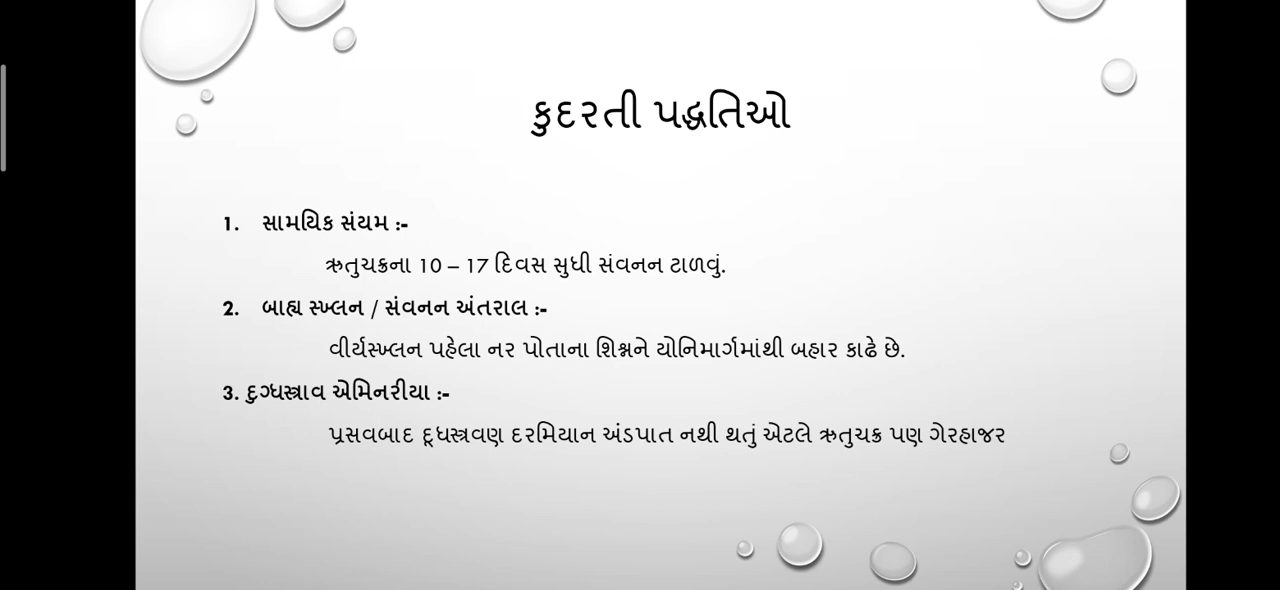 કુદરતી પદ્ધતિઓ
1. સામયિક સંયમ :-
ઋતુચક્રના 10 – 17 દિવસ સુધી સંવનન ટાળવું.
2. બાહ્ય સ્ખ્લન / સંવનન અંતરાલ :-
વીર્યસ્ખ્લન પહેલા નર પોતાના શિશ્નને યોનિમાર્ગમાંથી બહાર કાઢે છે.
3. દુગ્ધસ્ત્રાવ એમિનરીયા :-
પ્રસવબાદ દૂધસ્ત્રવણ દરમિયાન અંડપાત નથી થતું એટલે ઋતુચક્ર પણ ગેરહાજર